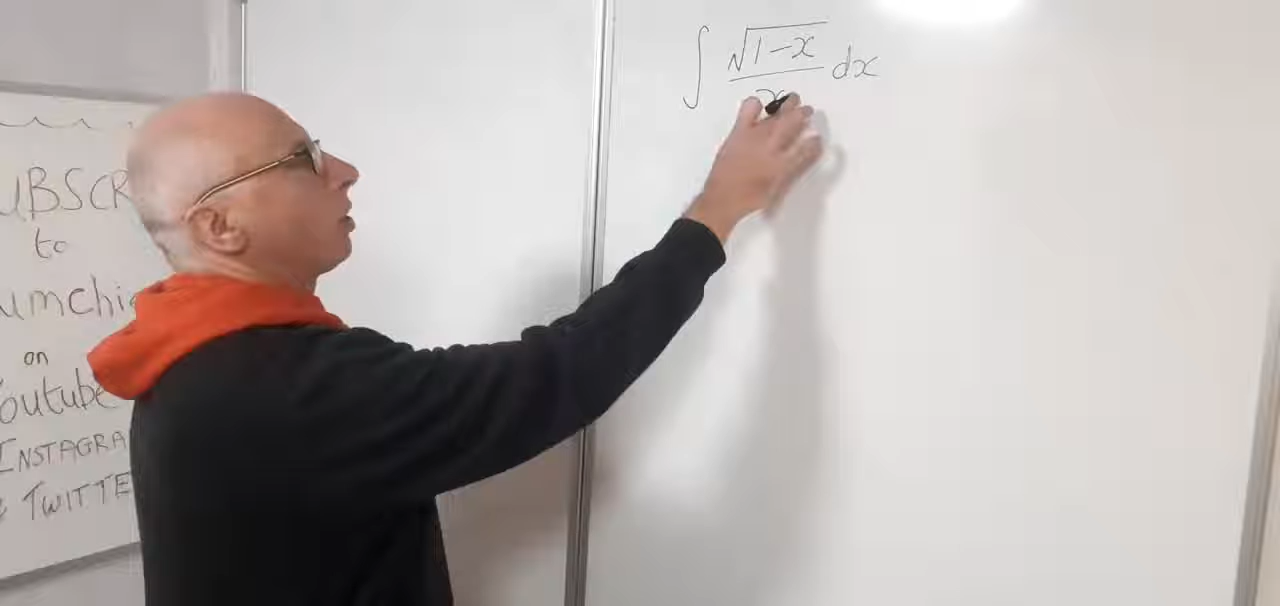 UBSCR
to
umchi
on
outube
INSTAGRA
& TWITTE
∫ √1-x / x dx